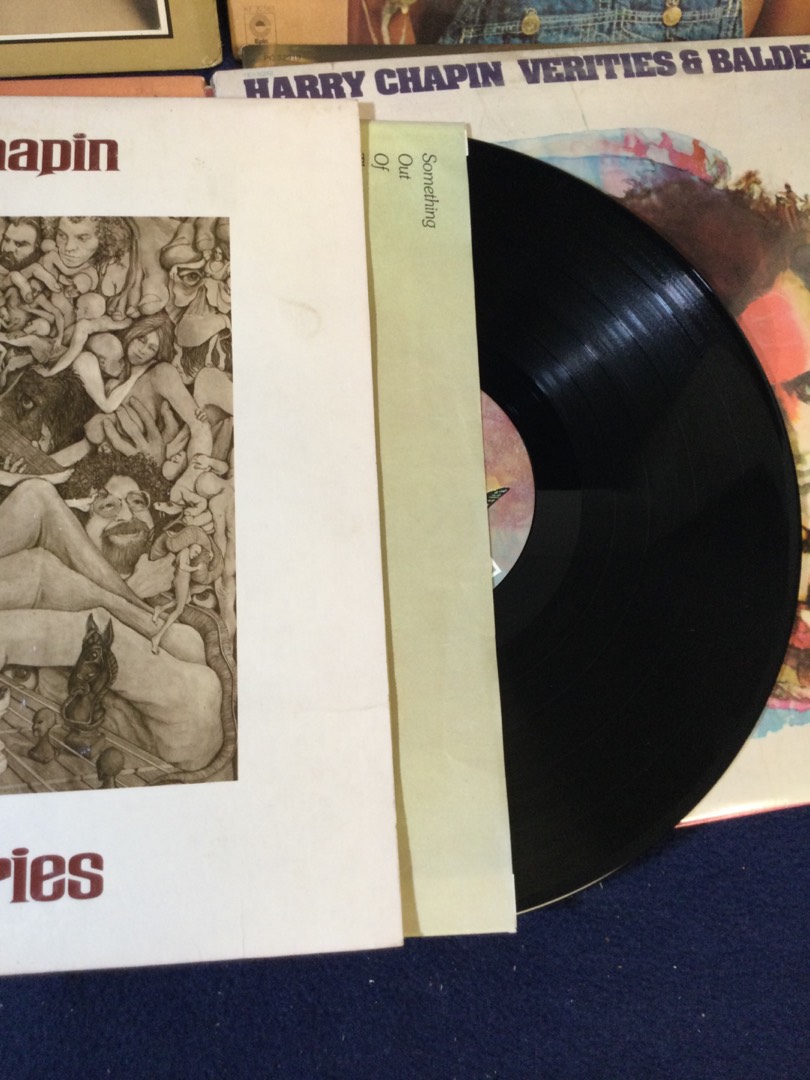 HARRY CHAPIN VERITIES & BALDE
hapin
Something
Out
Of
ries